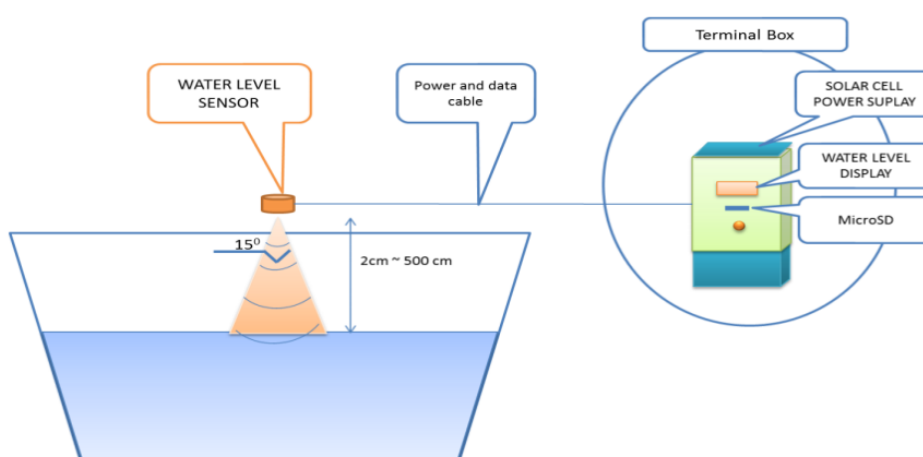 Terminal Box
WATER LEVEL
SENSOR
Power and data
cable
SOLAR CELL
POWER SUPLAY
WATER LEVEL
DISPLAY
MicroSD
15⁰
2cm ~ 500 cm